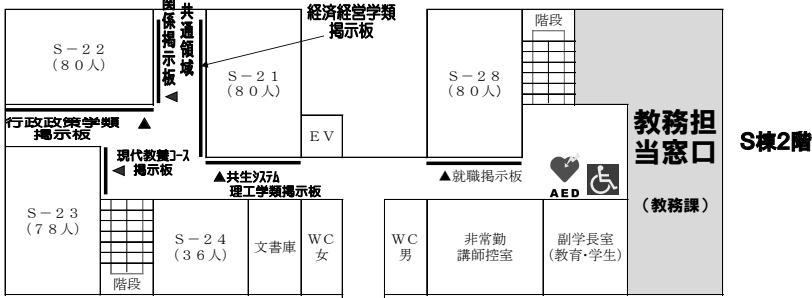 S－２２
(８０人)
共通領域
関係掲示板
◀
経済経営学類
掲示板
S－２１
(８０人)
ＥＶ
S－２８
(８０人)
階段
教務担
当窓口
(教務課)
S棟2階
行政政策学類 ▲
掲示板
現代教養コース
◀ 掲示板
▲共生システム
理工学類掲示板
▲就職掲示板
AED
S－２３
(７８人)
階段
S－２４
(３６人)
文書庫
ＷＣ
女
ＷＣ
男
非常勤
講師控室
副学長室
(教育・学生)